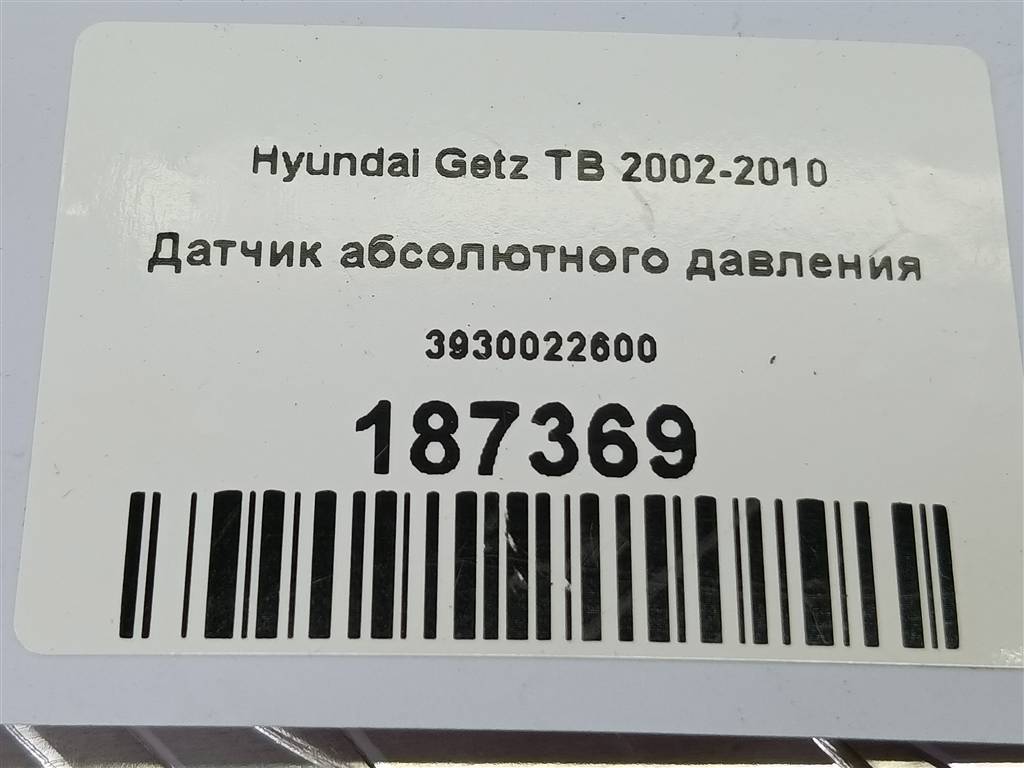 Hyundai Getz TB 2002-2010
Датчик абсолютного давления
3930022600
187369